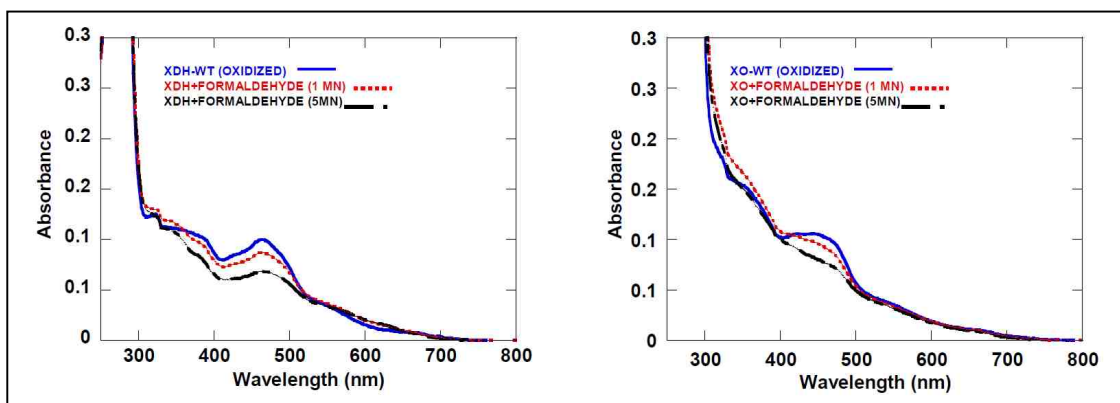 0.3
0.3
0.2
0.2
0.1
0.1
0
Absorbance
XDH-WT (OXIDIZED)
XDH+FORMALDEHYDE (1 MN)
XDH+FORMALDEHYDE (5MN)
300 400 500 600 700 800
Wavelength (nm)
0.3
0.3
0.2
0.2
0.1
0.1
0
Absorbance
XO-WT (OXIDIZED)
XO+FORMALDEHYDE (1 MN)
XO+FORMALDEHYDE (5MN)
300 400 500 600 700 800
Wavelength (nm)